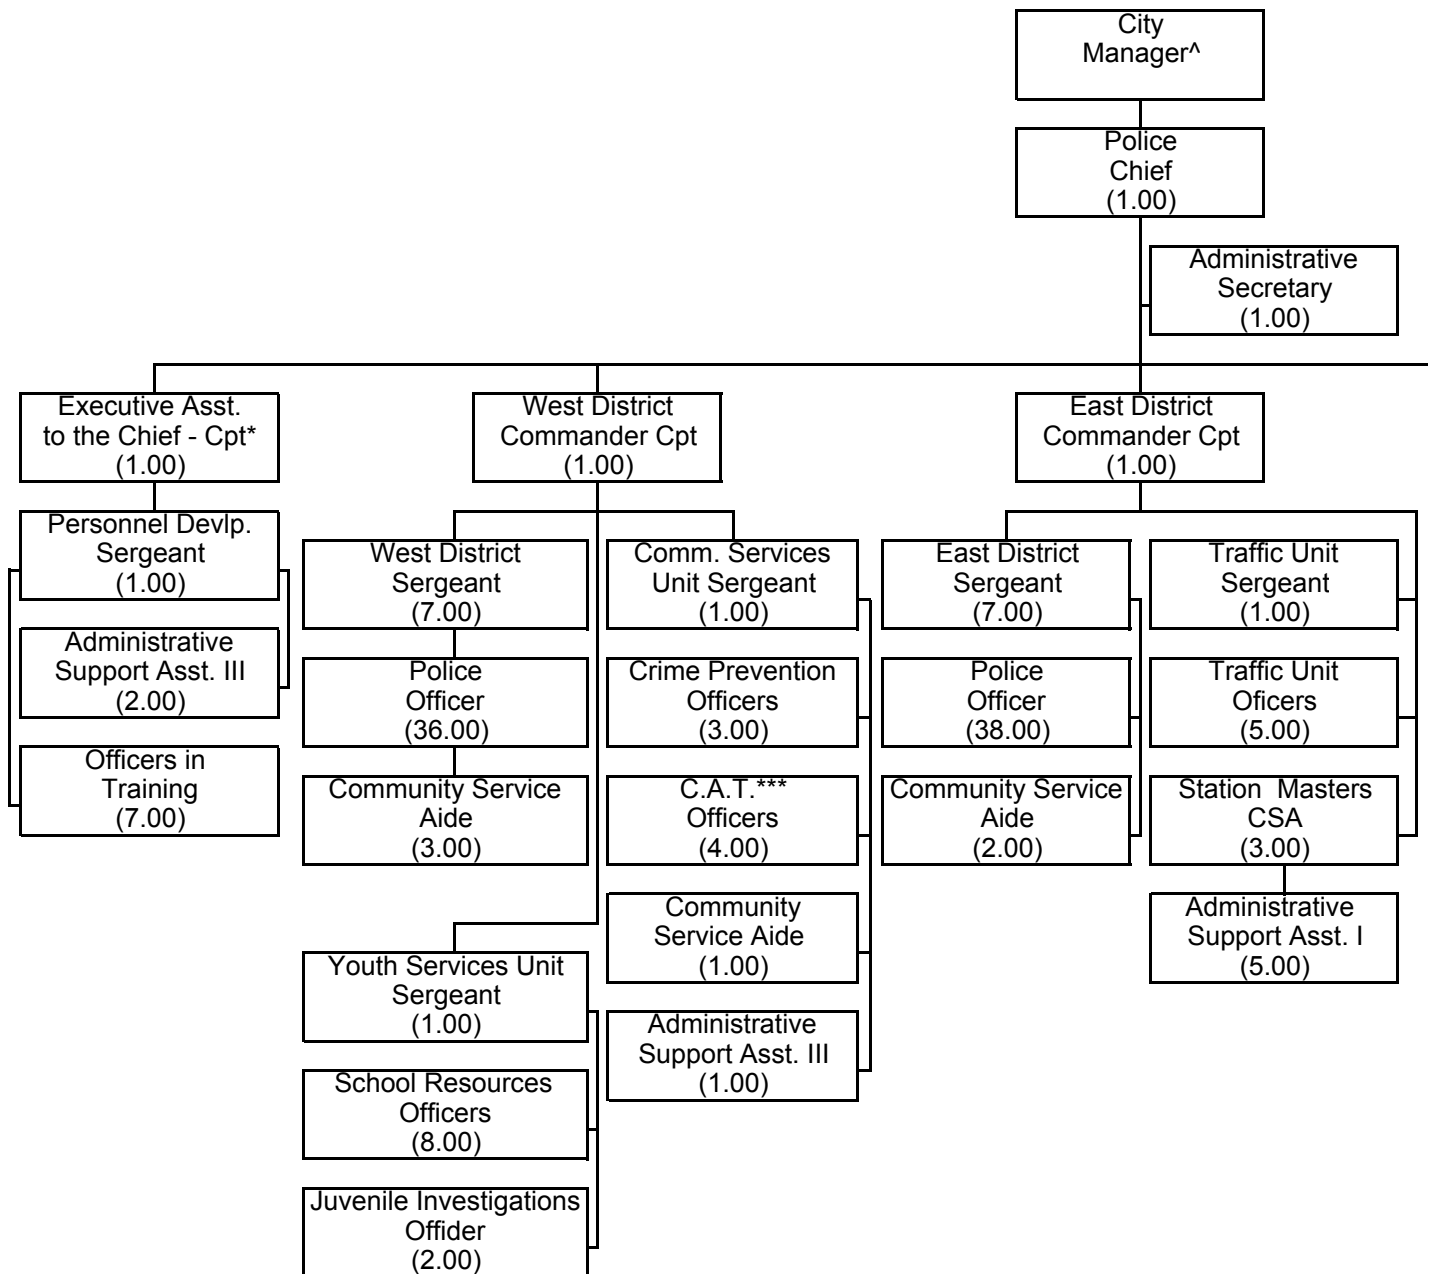 City
Manager^
Police
Chief
(1.00)
Administrative
Secretary
(1.00)
Executive Asst.
to the Chief - Cpt*
(1.00)
West District
Commander Cpt
(1.00)
East District
Commander Cpt
(1.00)
Personnel Devlp.
Sergeant
(1.00)
Administrative
Support Asst. III
(2.00)
Officers in
Training
(7.00)
West District
Sergeant
(7.00)
Police
Officer
(36.00)
Community Service
Aide
(3.00)
Youth Services Unit
Sergeant
(1.00)
School Resources
Officers
(8.00)
Juvenile Investigations
Offider
(2.00)
Comm. Services
Unit Sergeant
(1.00)
Crime Prevention
Officers
(3.00)
C.A.T.***
Officers
(4.00)
Community
Service Aide
(1.00)
Administrative
Support Asst. III
(1.00)
East District
Sergeant
(7.00)
Police
Officer
(38.00)
Community Service
Aide
(2.00)
Traffic Unit
Sergeant
(1.00)
Traffic Unit
Oficers
(5.00)
Station  Masters
CSA
(3.00)
Administrative
Support Asst. I
(5.00)